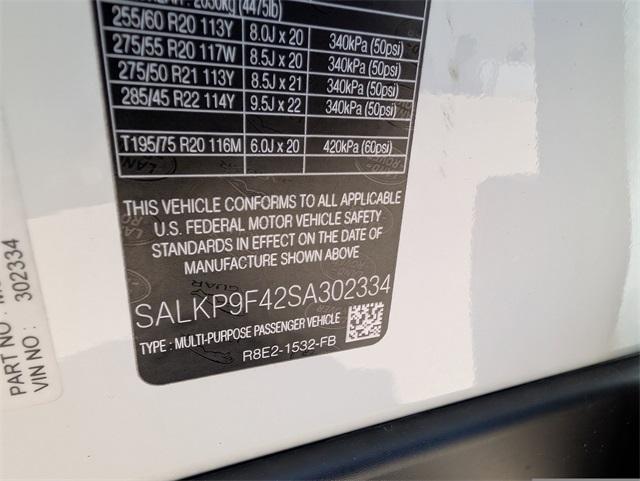 2030kg (4475lb)
255/60 R20 113Y 8.0J x 20 340kPa (50psi)
275/55 R20 117W 8.5J x 20 340kPa (50psi)
275/50 R21 113Y 8.5J x 21 340kPa (50psi)
285/45 R22 114Y 9.5J x 22 340kPa (50psi)
T195/75 R20 116M 6.0J x 20 420kPa (60psi)
THIS VEHICLE CONFORMS TO ALL APPLICABLE
U.S. FEDERAL MOTOR VEHICLE SAFETY
STANDARDS IN EFFECT ON THE DATE OF
MANUFACTURE SHOWN ABOVE
SALKP9F42SA302334
TYPE : MULTI-PURPOSE PASSENGER VEHICLE
R8E2-1532-FB
PART NO :
VIN NO : 302334